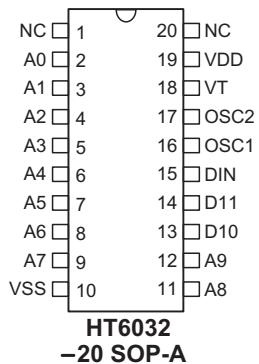 NC 1 20 NC
A0 2 19 VDD
A1 3 18 VT
A2 4 17 OSC2
A3 5 16 OSC1
A4 6 15 DIN
A5 7 14 D11
A6 8 13 D10
A7 9 12 A9
VSS 10 11 A8
HT6032
–20 SOP-A